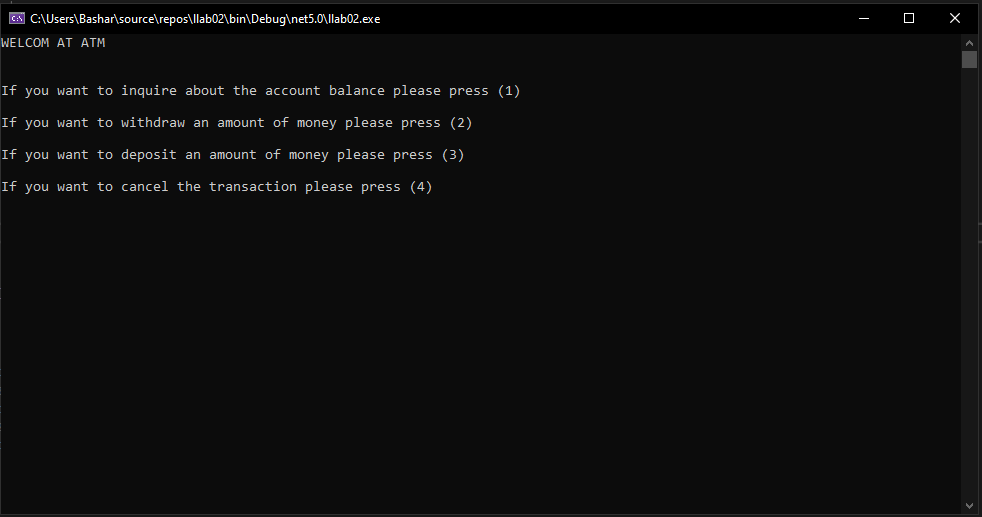 C:\Users\Bashar\source\repos\llab02\bin\Debug\net5.0\llab02.exe
WELCOM AT ATM
If you want to inquire about the account balance please press (1)
If you want to withdraw an amount of money please press (2)
If you want to deposit an amount of money please press (3)
If you want to cancel the transaction please press (4)